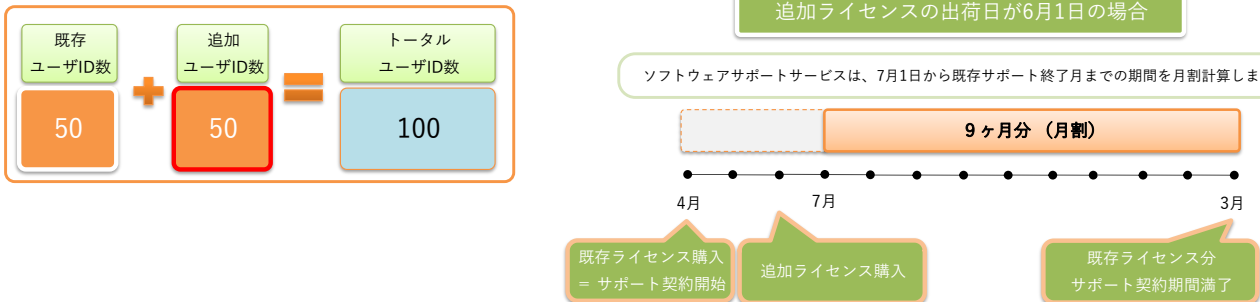 既存
ユーザID数
追加
ユーザID数
トータル
ユーザID数
50
50
100
追加ライセンスの出荷日が6月1日の場合
ソフトウェアサポートサービスは、7月1日から既存サポート終了月までの期間を月割計算しま
9ヶ月分 （月割）
4月
7月
3月
既存ライセンス購入
= サポート契約開始
追加ライセンス購入
既存ライセンス分
サポート契約期間満了